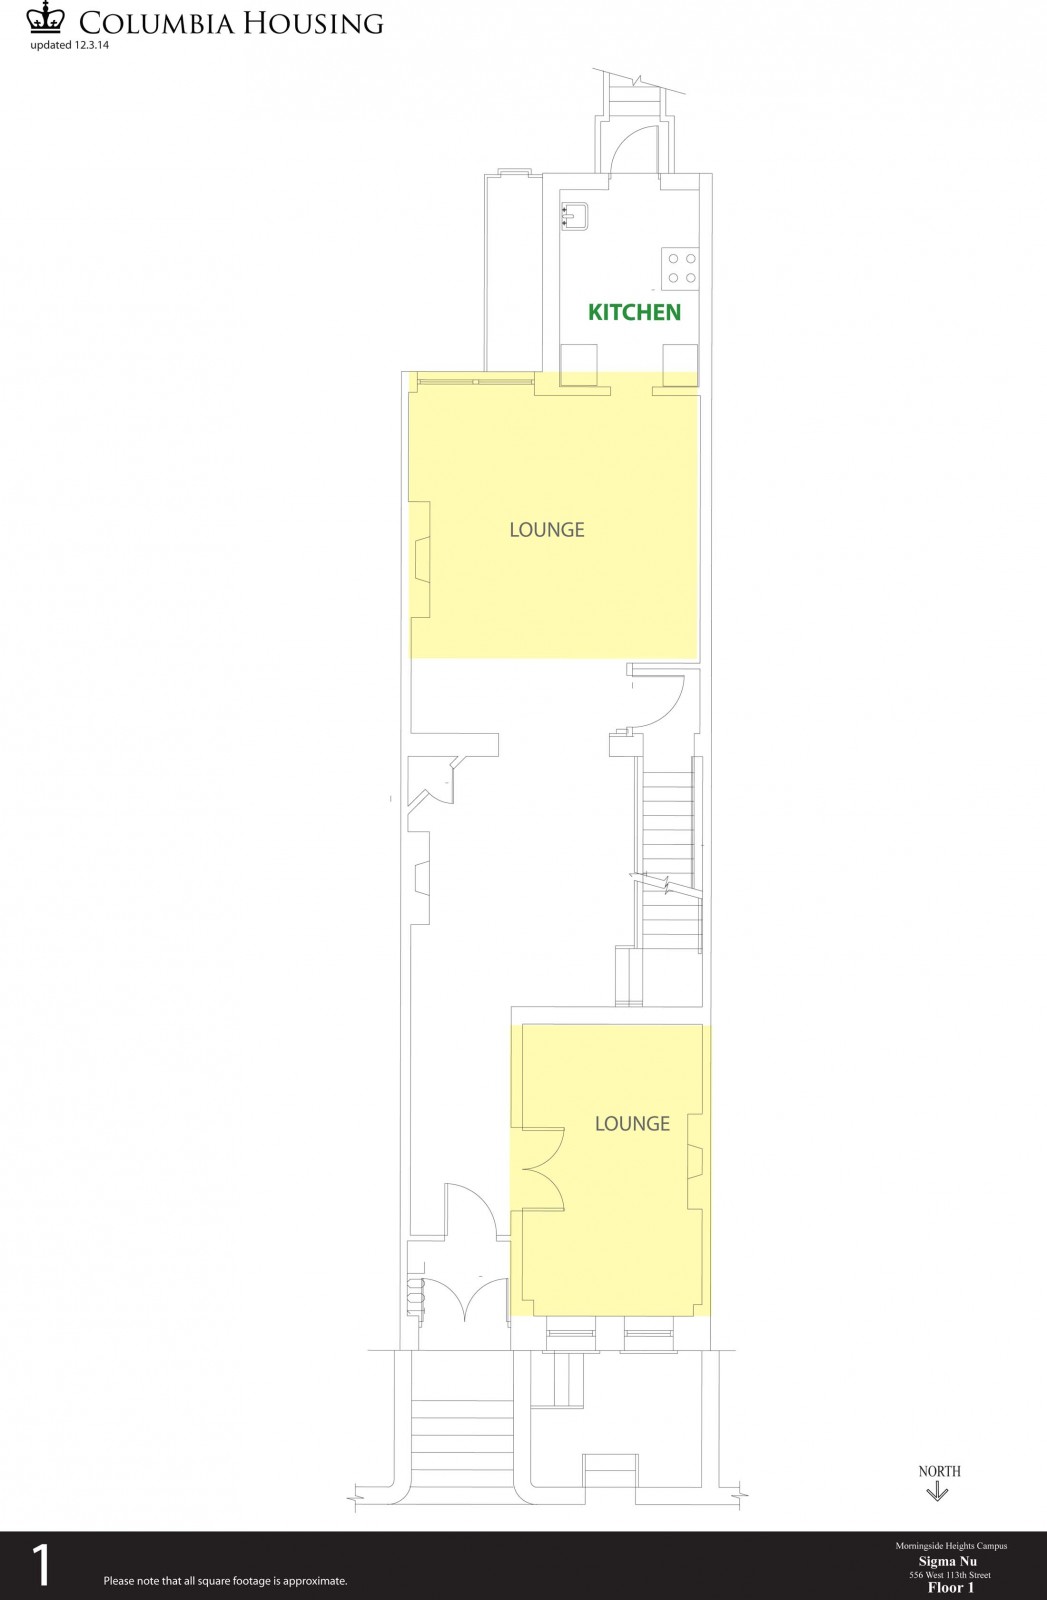 COLUMBIA HOUSING
updated 12.3.14
KITCHEN
LOUNGE
LOUNGE
NORTH
1
Please note that all square footage is approximate.
Morningside Heights Campus
Sigma Nu
556 West 113th Street
Floor 1